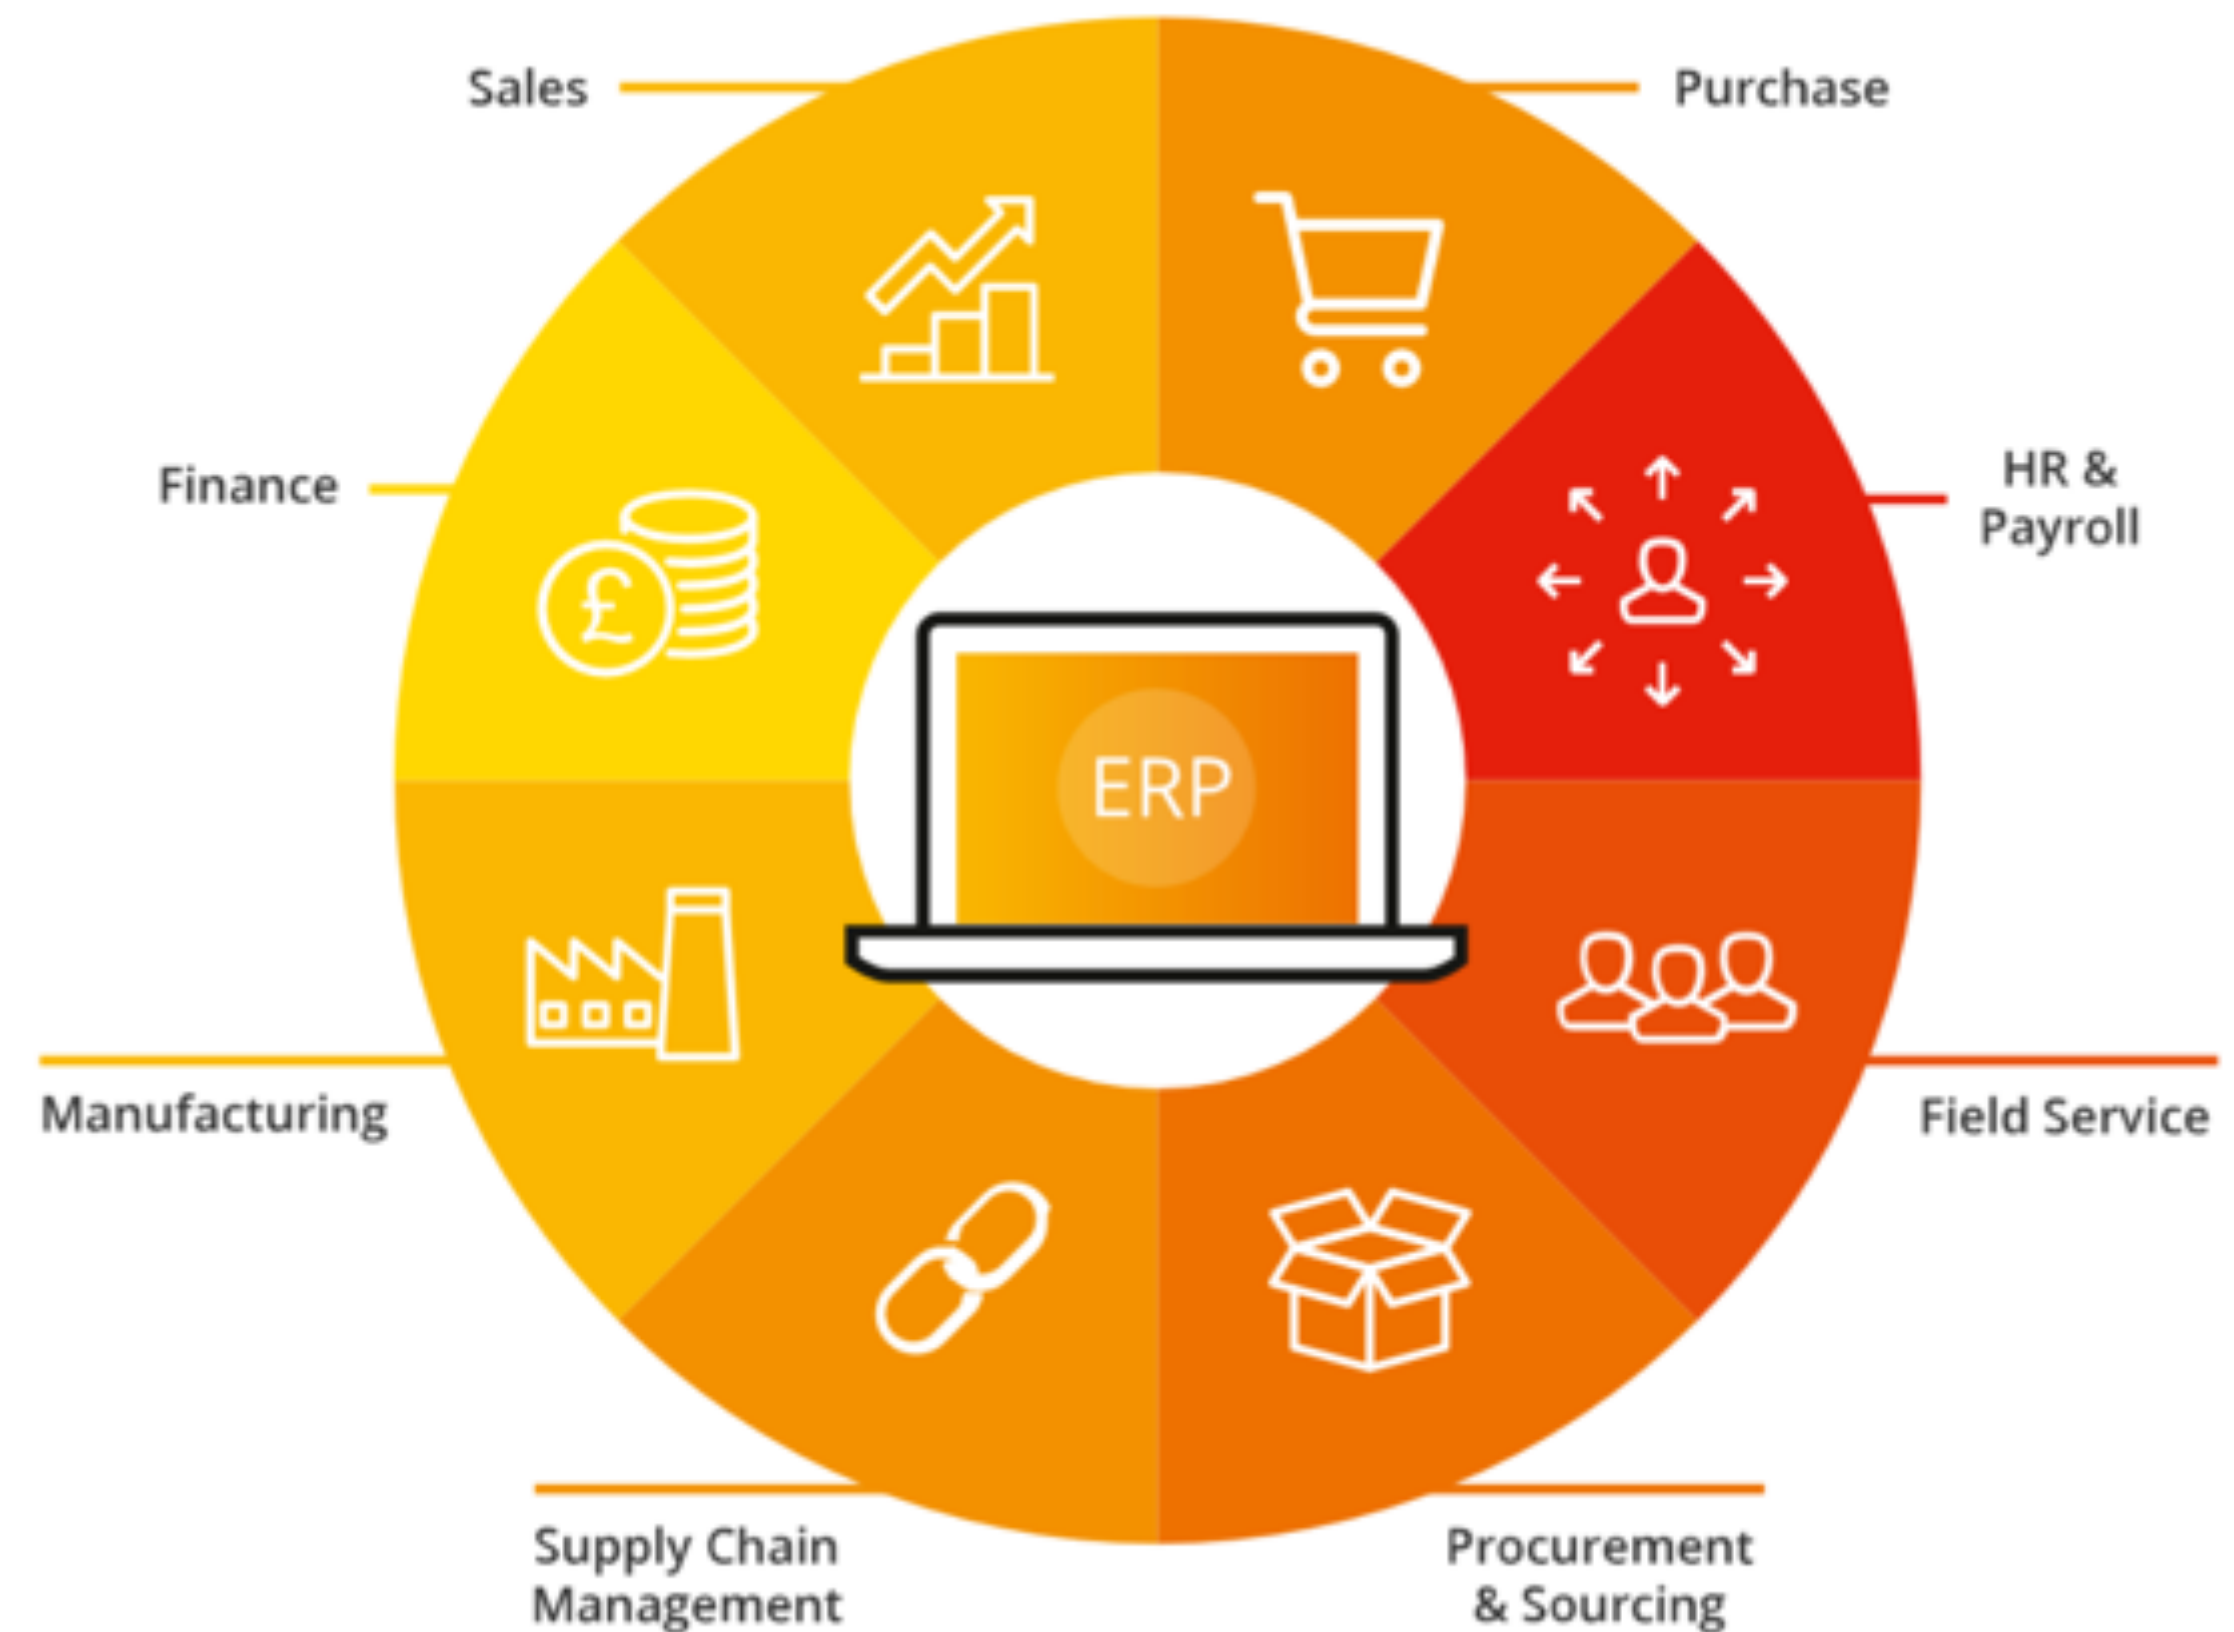 Sales
Purchase
Finance
HR &
Payroll
£
ERP
Manufacturing
Field Service
Supply Chain
Management
Procurement
& Sourcing